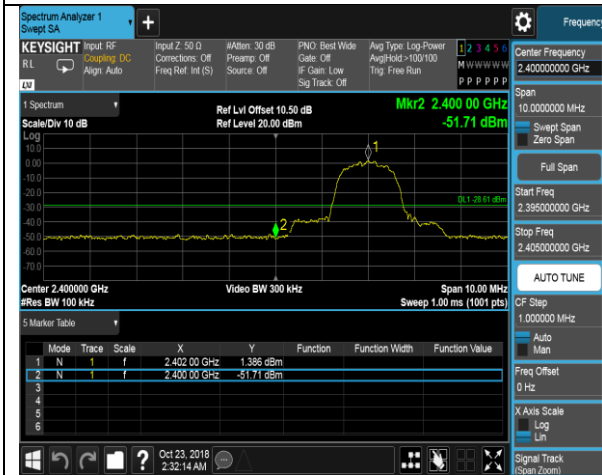 Spectrum Analyzer 1
Swept SA
+
Frequency
KEYSIGHT Input: RF Input Z: 50 Ω #Atten: 30 dB PNO: Best Wide Avg Type: Log-Power 1 2 3 4 5 6
RL Coupling: DC Corrections: Off Preamp: Off Gate: Off Avg|Hold:>100/100 M W W W W W
Align: Auto Freq Ref: Int (S) Source: Off IF Gain: Low Trig: Free Run
Sig Track: Off P P P P P P
LXI
1 Spectrum
Scale/Div 10 dB
Ref Lvl Offset 10.50 dB
Ref Level 20.00 dBm
Mkr2 2.400 00 GHz
-51.71 dBm
Log
10.0
0.00
-10.0
-20.0
-30.0
-40.0
-50.0
-60.0
-70.0
1
2
DL1 -28.61 dBm
Center 2.400000 GHz Video BW 300 kHz Span 10.00 MHz
#Res BW 100 kHz Sweep 1.00 ms (1001 pts)
5 Marker Table
Mode Trace Scale X Y Function Function Width Function Value
1 N 1 f 2.402 00 GHz 1.386 dBm
2 N 1 f 2.400 00 GHz -51.71 dBm
3
4
5
6
Center Frequency
2.400000000 GHz
Span
10.0000000 MHz
Swept Span
Zero Span
Full Span
Start Freq
2.395000000 GHz
Stop Freq
2.405000000 GHz
AUTO TUNE
CF Step
1.000000 MHz
Auto
Man
Freq Offset
0 Hz
X Axis Scale
Log
Lin
Signal Track
(Span Zoom)
?
Oct 23, 2018
2:32:14 AM